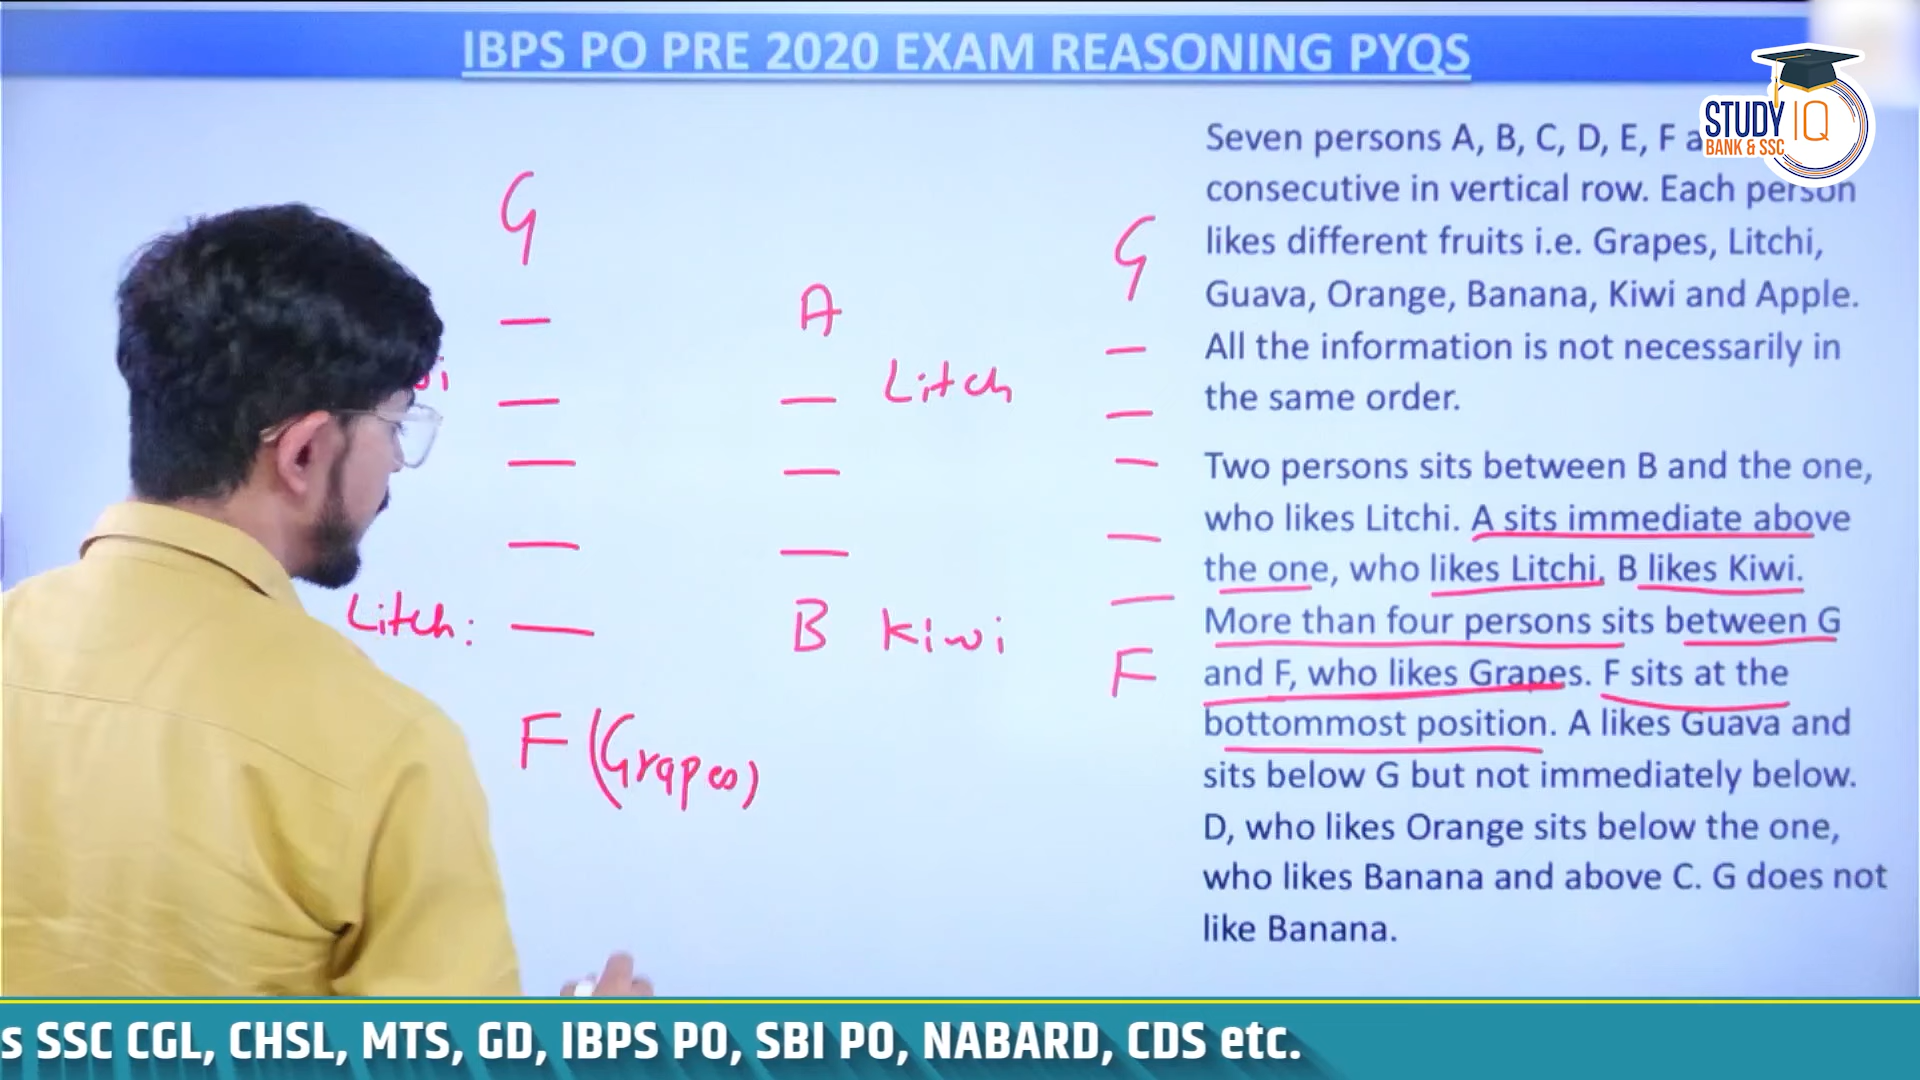 IBPS PO PRE 2020 EXAM REASONING PYQS
STUDY IQ
BANK & SSC
Seven persons A, B, C, D, E, F a
consecutive in vertical row. Each person
likes different fruits i.e. Grapes, Litchi,
Guava, Orange, Banana, Kiwi and Apple.
All the information is not necessarily in
the same order.
Two persons sits between B and the one,
who likes Litchi. A sits immediate above
the one, who likes Litchi. B likes Kiwi.
More than four persons sits between G
and F, who likes Grapes. F sits at the
bottommost position. A likes Guava and
sits below G but not immediately below.
D, who likes Orange sits below the one,
who likes Banana and above C. G does not
like Banana.
G
Litch:
F (Grapes)
A
Litch
B Kiwi
G
F
s SSC CGL, CHSL, MTS, GD, IBPS PO, SBI PO, NABARD, CDS etc.